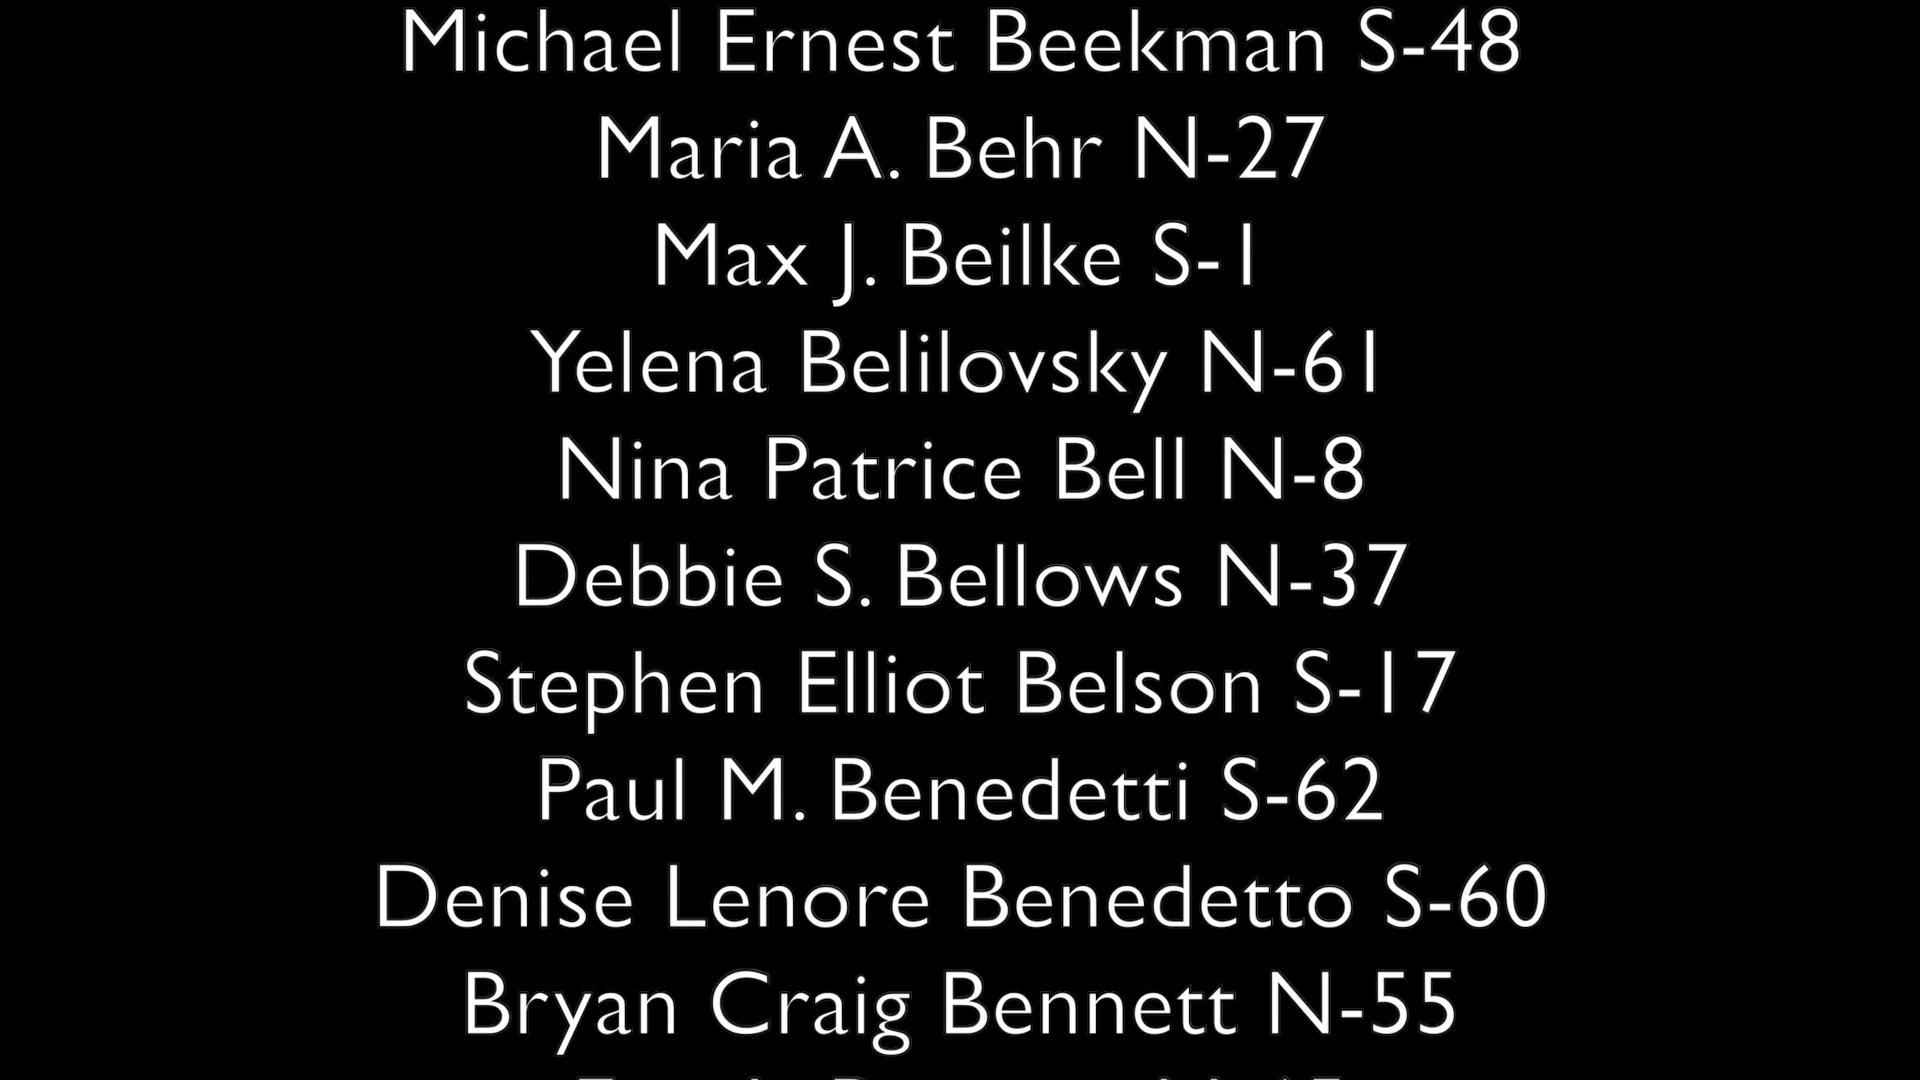 Michael Ernest Beekman S-48
Maria A. Behr N-27
Max J. Beilke S-1
Yelena Belilovsky N-61
Nina Patrice Bell N-8
Debbie S. Bellows N-37
Stephen Elliot Belson S-17
Paul M. Benedetti S-62
Denise Lenore Benedetto S-60
Bryan Craig Bennett N-55